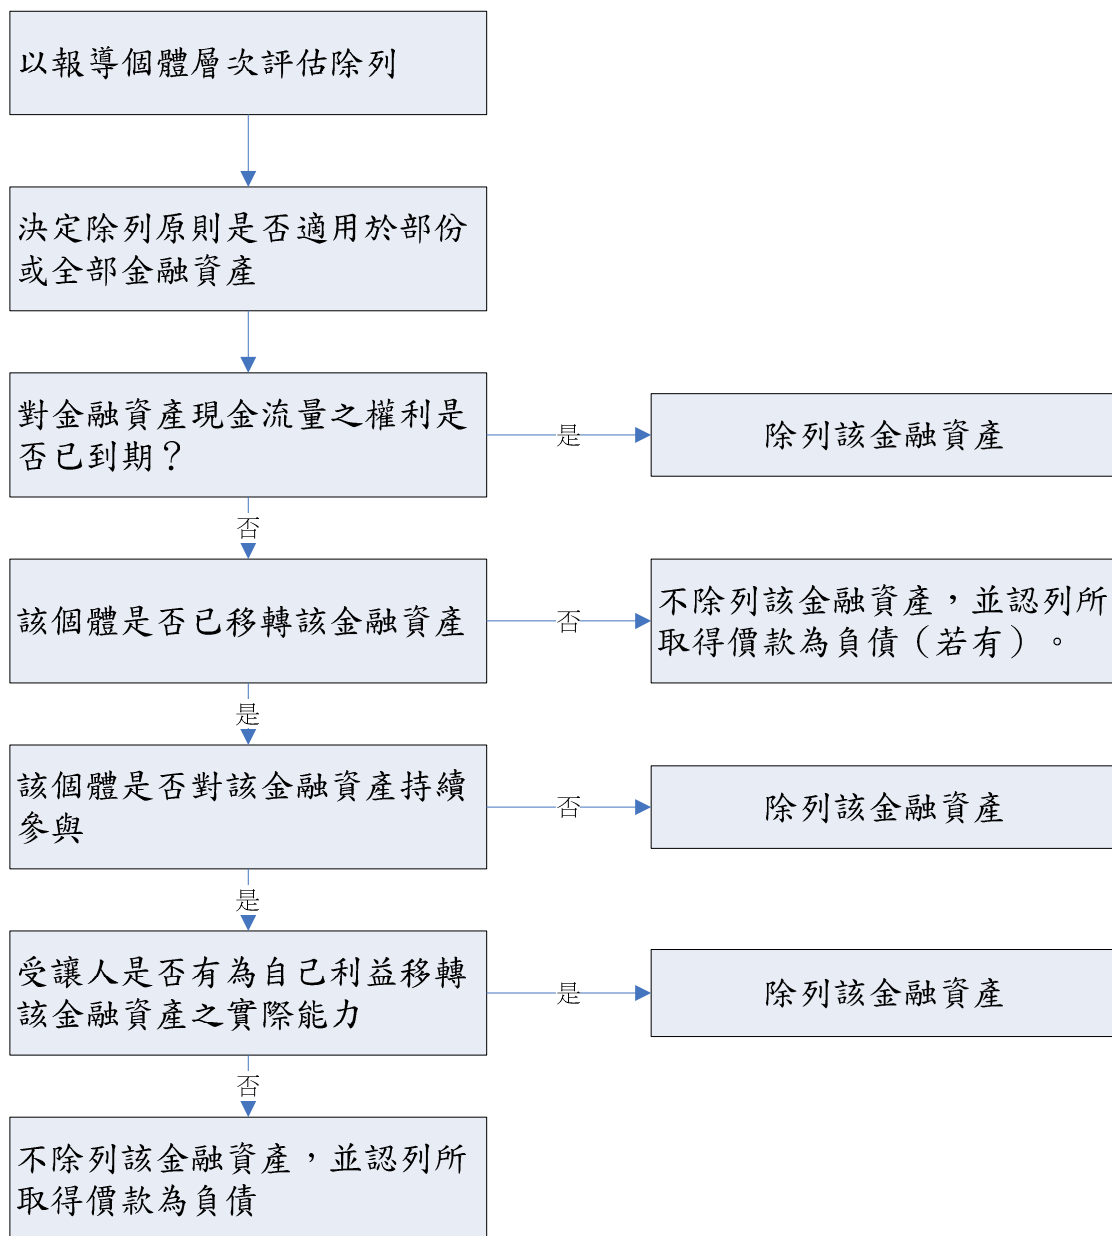 以報導個體層次評估除列
決定除列原則是否適用於部份
或全部金融資產
對金融資產現金流量之權利是
否已到期？
是
除列該金融資產
否
該個體是否已移轉該金融資產
否
不除列該金融資產，並認列所
取得價款為負債（若有）。
是
該個體是否對該金融資產持續
參與
否
除列該金融資產
是
受讓人是否有為自己利益移轉
該金融資產之實際能力
是
除列該金融資產
否
不除列該金融資產，並認列所
取得價款為負債